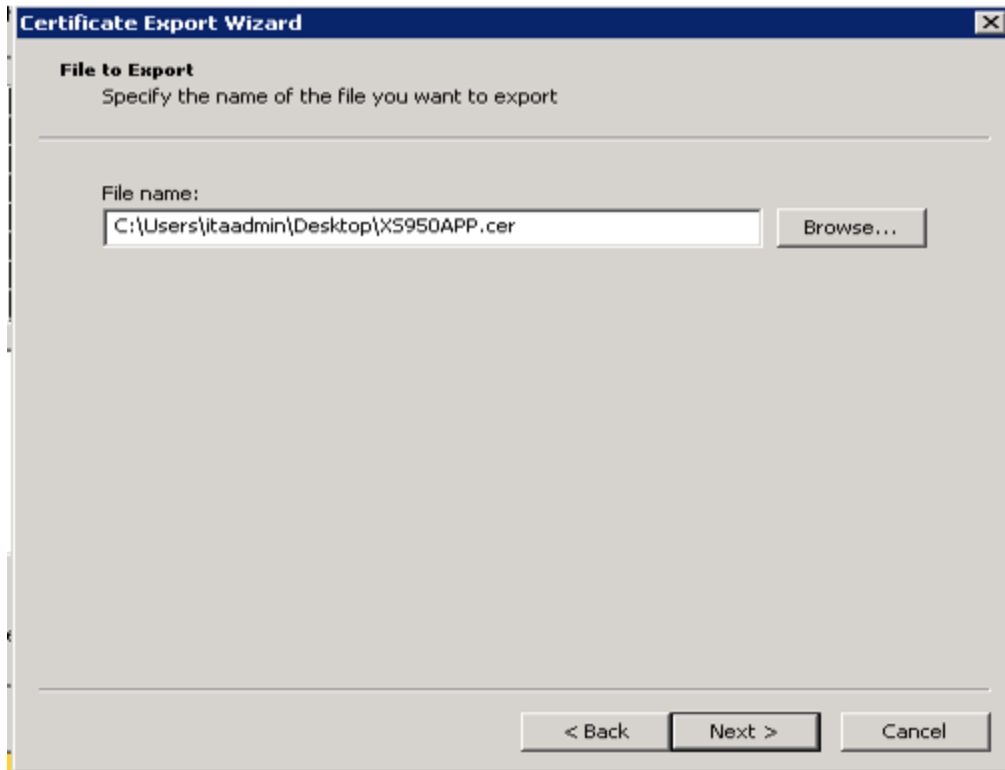 Certificate Export Wizard
File to Export
Specify the name of the file you want to export
File name:
C:\Users\itaadmin\Desktop\XS950APP.cer
Browse...
< Back
Next >
Cancel